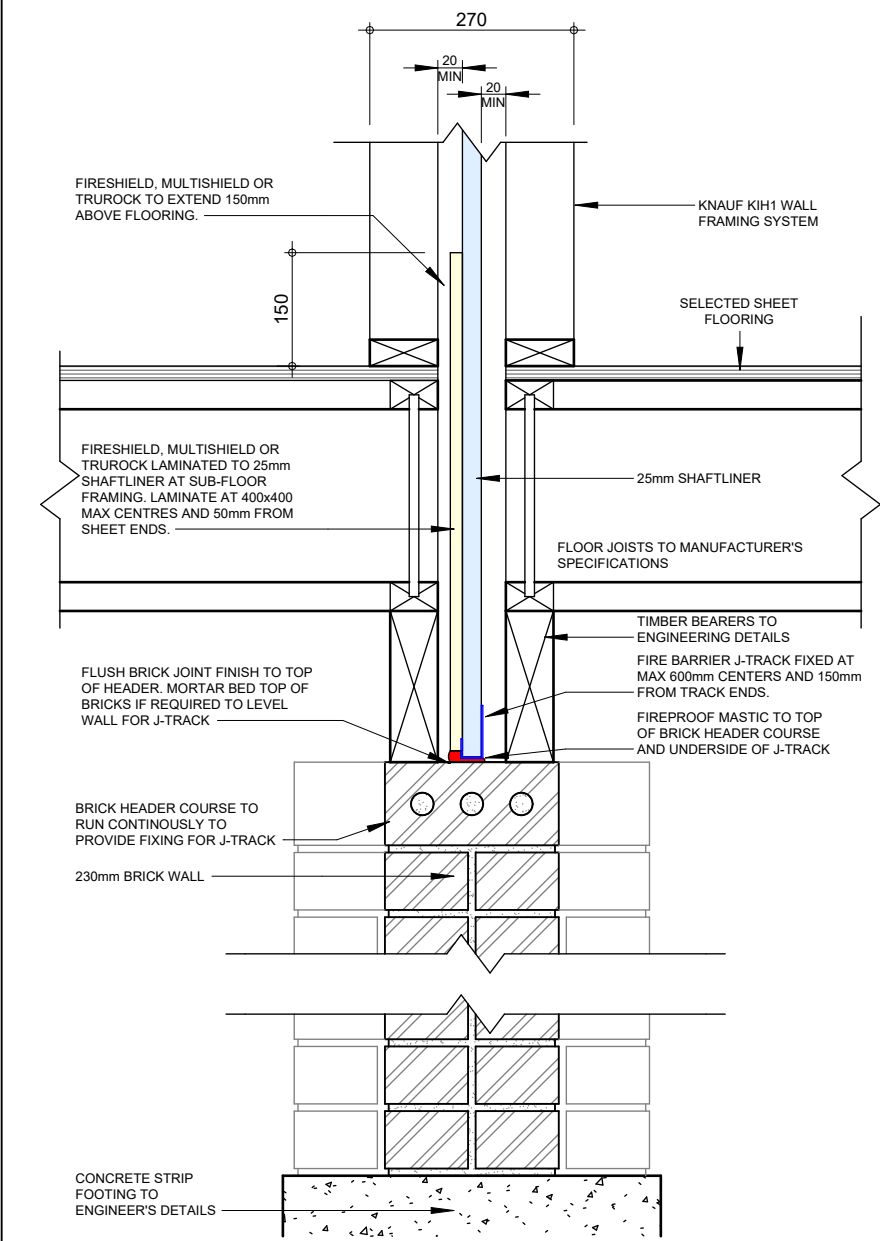 270
20
MIN
20
MIN
FIRESHIELD, MULTISHIELD OR
TRUROCK TO EXTEND 150mm
ABOVE FLOORING.
KNAUF KIH1 WALL
FRAMING SYSTEM
150
SELECTED SHEET
FLOORING
FIRESHIELD, MULTISHIELD OR
TRUROCK LAMINATED TO 25mm
SHAFTLINER AT SUB-FLOOR
FRAMING. LAMINATE AT 400x400
MAX CENTRES AND 50mm FROM
SHEET ENDS.
25mm SHAFTLINER
FLOOR JOISTS TO MANUFACTURER'S
SPECIFICATIONS
TIMBER BEARERS TO
ENGINEERING DETAILS
FLUSH BRICK JOINT FINISH TO TOP
OF HEADER. MORTAR BED TOP OF
BRICKS IF REQUIRED TO LEVEL
WALL FOR J-TRACK
FIRE BARRIER J-TRACK FIXED AT
MAX 600mm CENTERS AND 150mm
FROM TRACK ENDS.
FIREPROOF MASTIC TO TOP
OF BRICK HEADER COURSE
AND UNDERSIDE OF J-TRACK
BRICK HEADER COURSE TO
RUN CONTINOUSLY TO
PROVIDE FIXING FOR J-TRACK
230mm BRICK WALL
CONCRETE STRIP
FOOTING TO
ENGINEER'S DETAILS